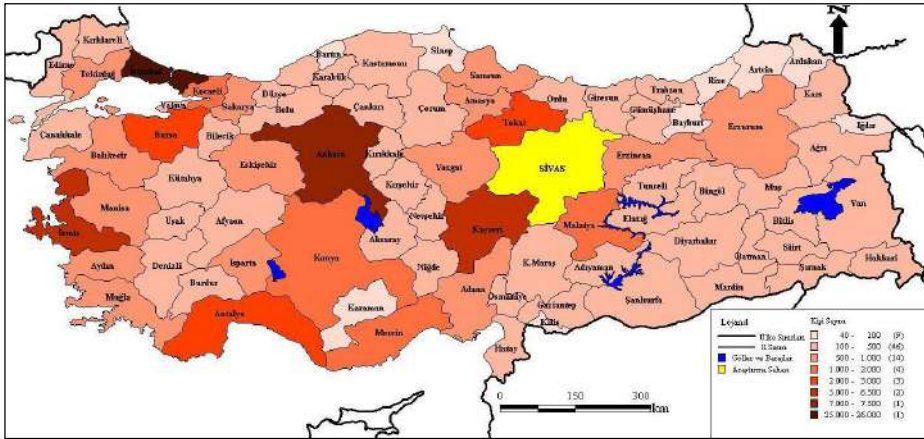 N
Kırklareli
Edirne
Tekirdağ
İstanbul
Kocaeli
Yalova
Sakarya
Düzce
Bolu
Bartın
Karabük
Kastamonu
Sinop
Samsun
Çankırı
Çorum
Amasya
Tokat
Ordu
Giresun
Trabzon
Gümüşhane
Rize
Artvin
Ardahan
Kars
Bayburt
Iğdır
Çanakkale
Bursa
Bilecik
Balıkesir
Kütahya
Eskişehir
Ankara
Kırıkkale
Yozgat
SİVAS
Erzincan
Erzurum
Ağrı
Kırşehir
Nevşehir
Kayseri
Malatya
Tunceli
Elazığ
Bingöl
Muş
Van
Bitlis
Manisa
İzmir
Uşak
Afyon
Konya
Aksaray
Niğde
K.Maraş
Adıyaman
Diyarbakır
Batman
Siirt
Şırnak
Hakkari
Aydın
Denizli
Isparta
Burdur
Muğla
Antalya
Karaman
Mersin
Adana
Osmaniye
Gaziantep
Kilis
Şanlıurfa
Mardin
Hatay
Lejand
Ülke Sınırları
İl Sınırı
Göller ve Barajlar
Araştırma Sahası
Kişi Sayısı
40 - 100 (9)
100 - 500 (46)
500 - 1.000 (14)
1.000 - 2.000 (4)
2.000 - 3.000 (3)
5.000 - 6.500 (2)
7.000 - 7.500 (1)
25.000 - 26.000 (1)
0 150 300
km